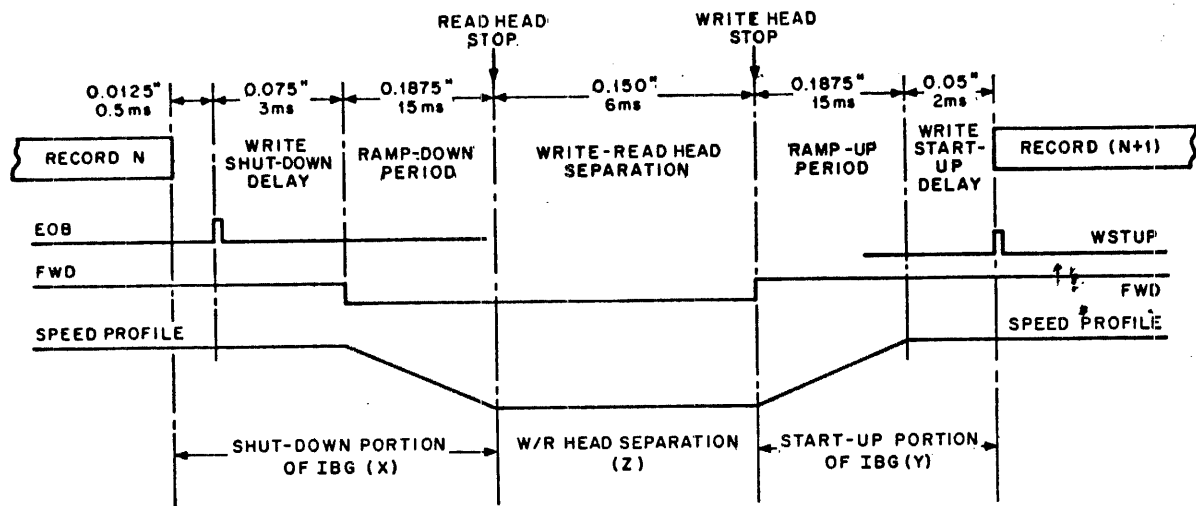 READ HEAD
STOP
WRITE HEAD
STOP
0.0125"
0.5ms
0.075"
3ms
0.1875"
15ms
0.150"
6ms
0.1875"
15ms
0.05"
2ms
RECORD N
WRITE
SHUT-DOWN
DELAY
RAMP-DOWN
PERIOD
WRITE-READ HEAD
SEPARATION
RAMP-UP
PERIOD
WRITE
START-
UP
DELAY
RECORD (N+1)
EOB
WSTUP
FWD
FWD
SPEED PROFILE
SPEED PROFILE
SHUT-DOWN PORTION
OF IBG (X)
W/R HEAD SEPARATION
(Z)
START-UP PORTION
OF IBG (Y)